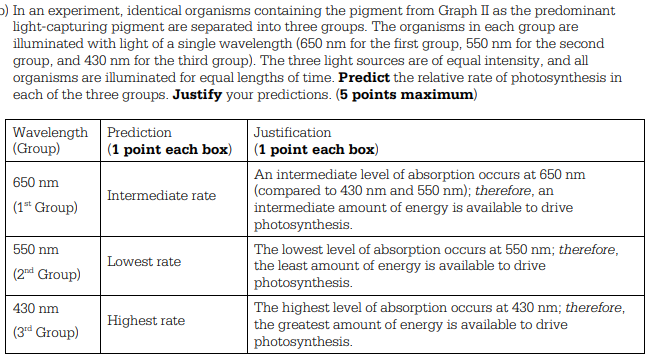 b) In an experiment, identical organisms containing the pigment from Graph II as the predominant
light-capturing pigment are separated into three groups. The organisms in each group are
illuminated with light of a single wavelength (650 nm for the first group, 550 nm for the second
group, and 430 nm for the third group). The three light sources are of equal intensity, and all
organisms are illuminated for equal lengths of time. Predict the relative rate of photosynthesis in
each of the three groups. Justify your predictions. (5 points maximum)
Wavelength
(Group)
Prediction
(1 point each box)
Justification
(1 point each box)
650 nm
(1st Group)
Intermediate rate
An intermediate level of absorption occurs at 650 nm
(compared to 430 nm and 550 nm); therefore, an
intermediate amount of energy is available to drive
photosynthesis.
550 nm
(2nd Group)
Lowest rate
The lowest level of absorption occurs at 550 nm; therefore,
the least amount of energy is available to drive
photosynthesis.
430 nm
(3rd Group)
Highest rate
The highest level of absorption occurs at 430 nm; therefore,
the greatest amount of energy is available to drive
photosynthesis.